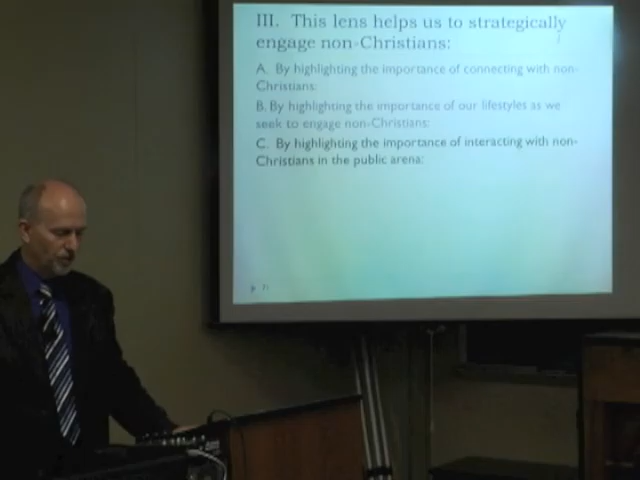 III. This lens helps us to strategically
engage non-Christians:
A. By highlighting the importance of connecting with non-
Christians:
B. By highlighting the importance of our lifestyles as we
seek to engage non-Christians:
C. By highlighting the importance of interacting with non-
Christians in the public arena: